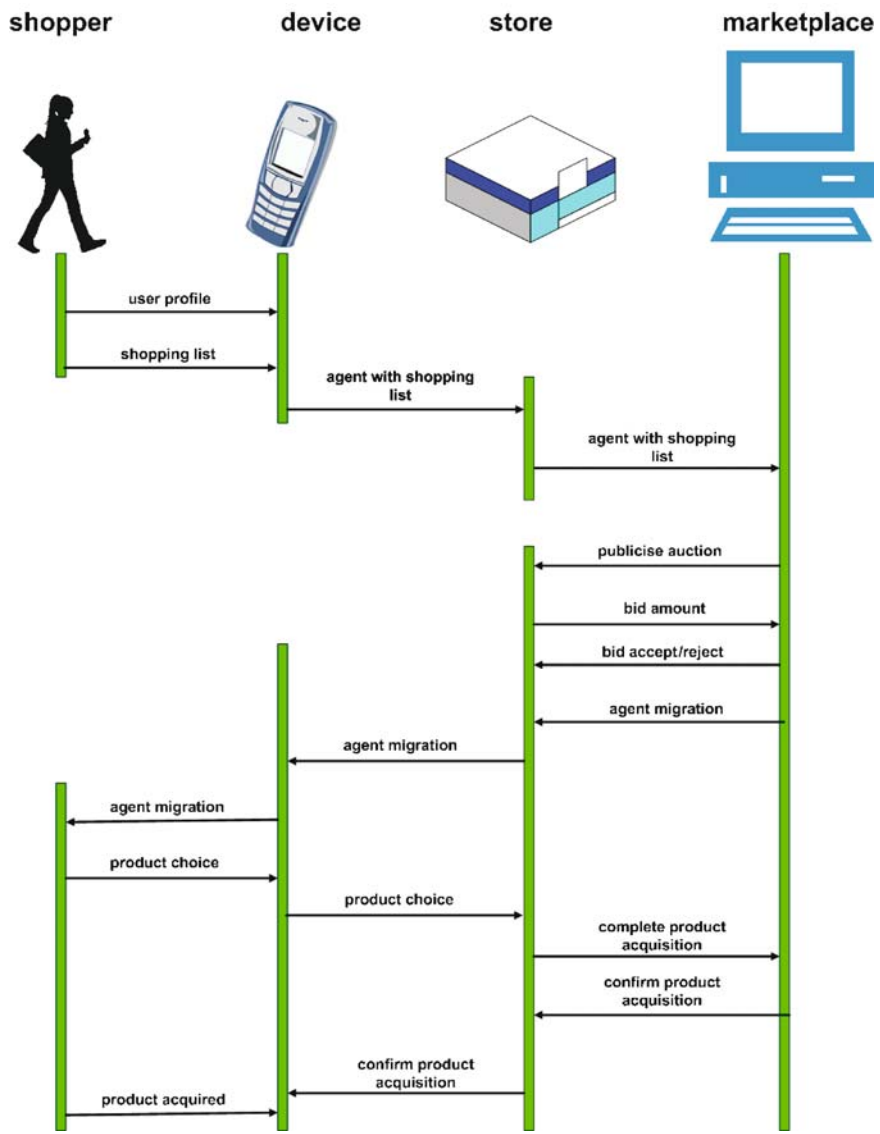 shopper device store marketplace
user profile
shopping list
agent with shopping
list
agent with shopping
list
publicise auction
bid amount
bid accept/reject
agent migration
agent migration
agent migration
product choice
product choice
complete product
acquisition
confirm product
acquisition
confirm product
acquisition
product acquired